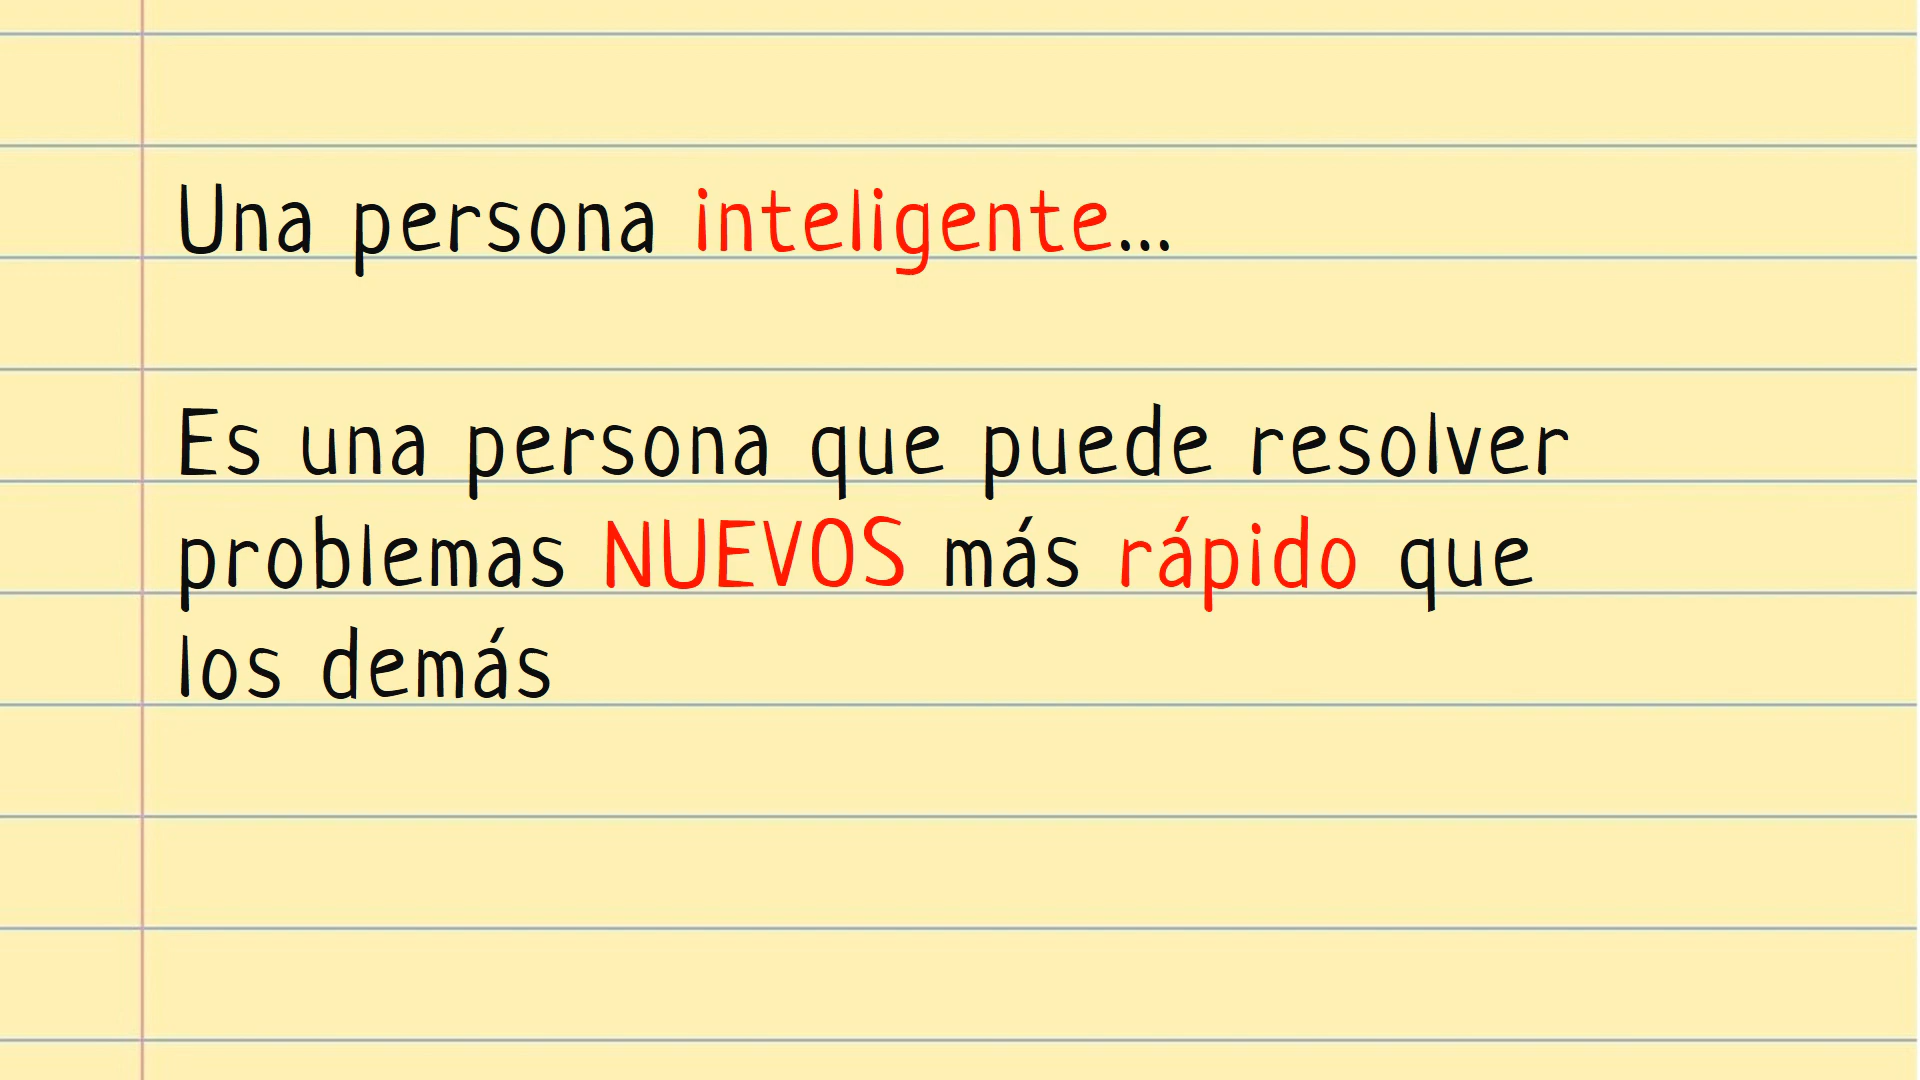 Una persona inteligente...
Es una persona que puede resolver
problemas NUEVOS más rápido que
los demás